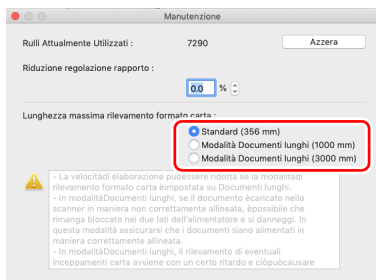 Manutenzione
Rulli Attualmente Utilizzati : 7290 Azzera
Riduzione regolazione rapporto :
0.0 %
Lunghezza massima rilevamento formato carta :
Standard (356 mm)
Modalità Documenti lunghi (1000 mm)
Modalità Documenti lunghi (3000 mm)
- La velocitàdi elaborazione puòessere ridotta se la modalitàdi
rilevamento formato carta èimpostata su Documenti lunghi.
- In modalitàDocumenti lunghi, se il documento ècaricato nello
scanner in maniera non correttamente allineata, èpossibile che
rimanga bloccato nei due lati dell'alimentatore e si danneggi. In
questa modalità assicurarsi che i documenti siano alimentati in
maniera correttamente allineata.
- In modalitàDocumenti lunghi, il rilevamento di eventuali
inceppamenti carta avviene con un certo ritardo e ciòpuòcausare